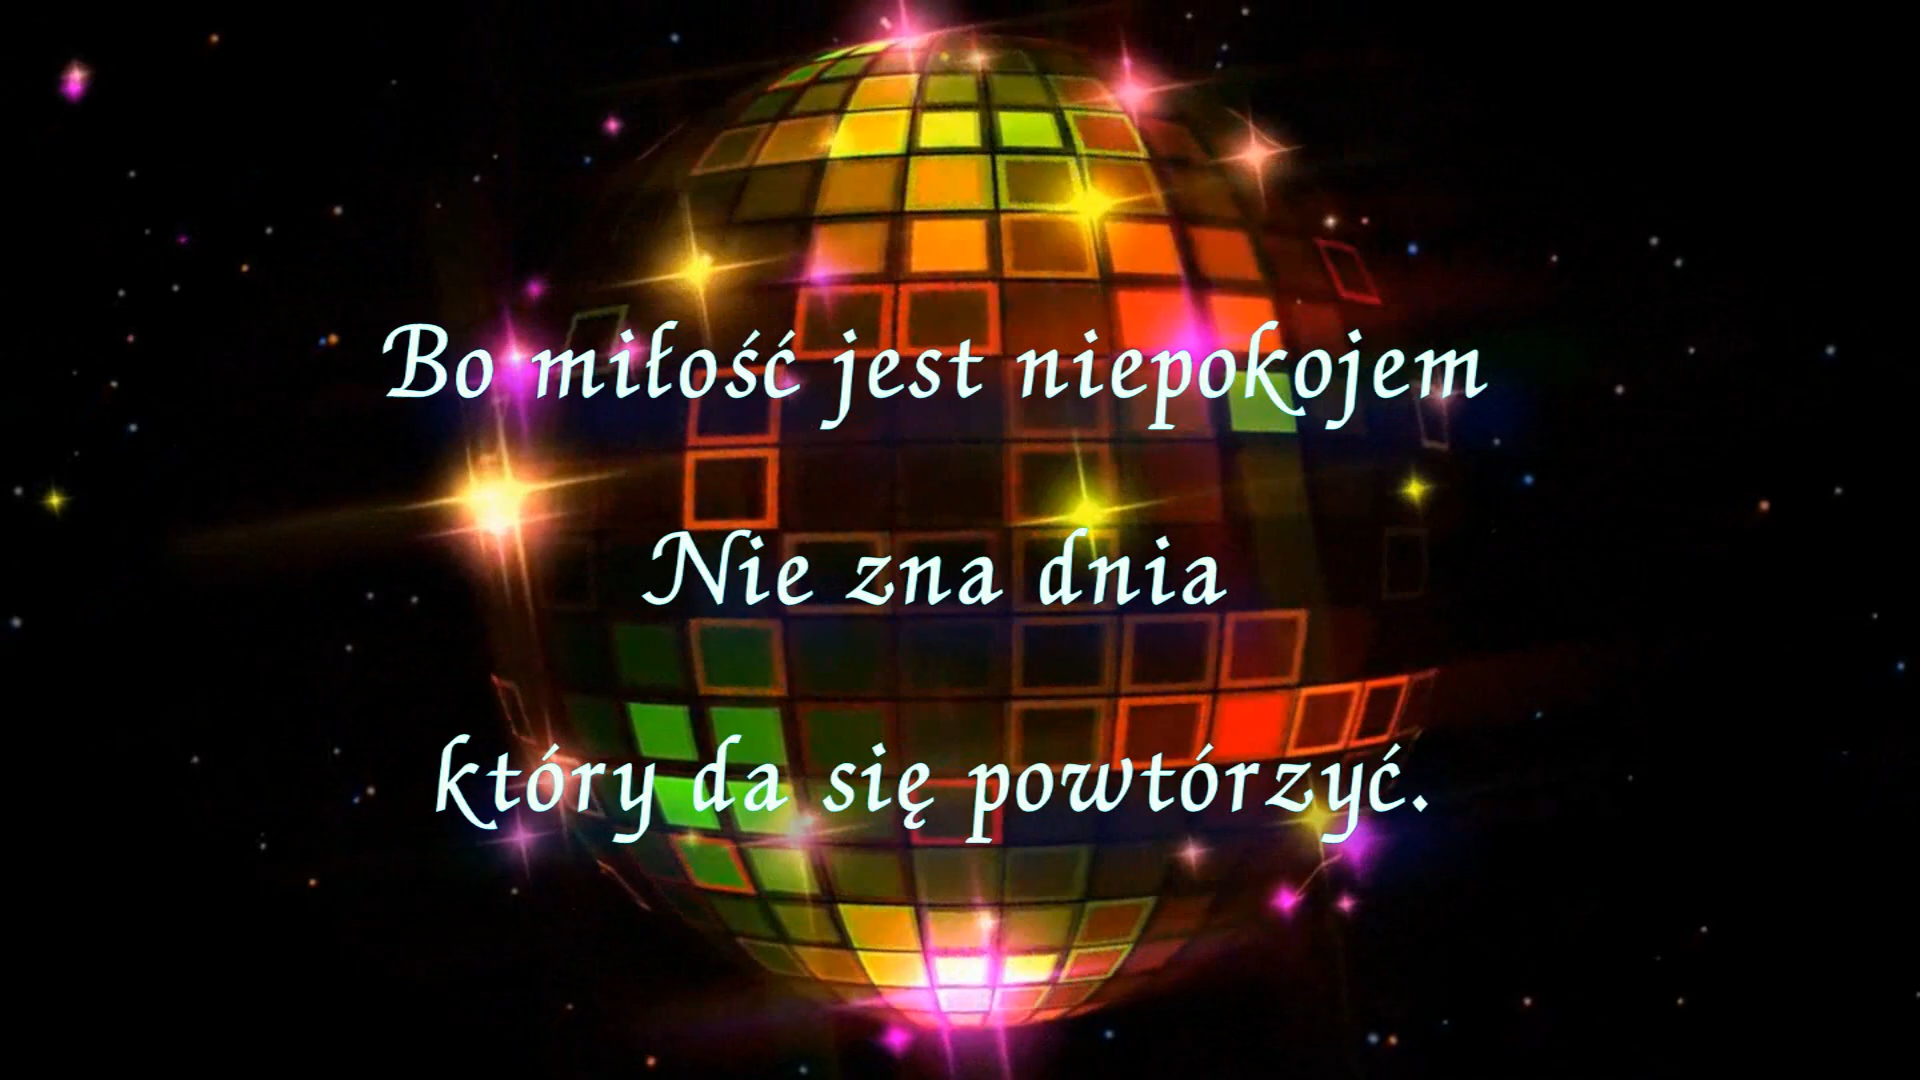 Bo miłość jest niepokojem
Nie zna dnia
który da się powtórzyć.